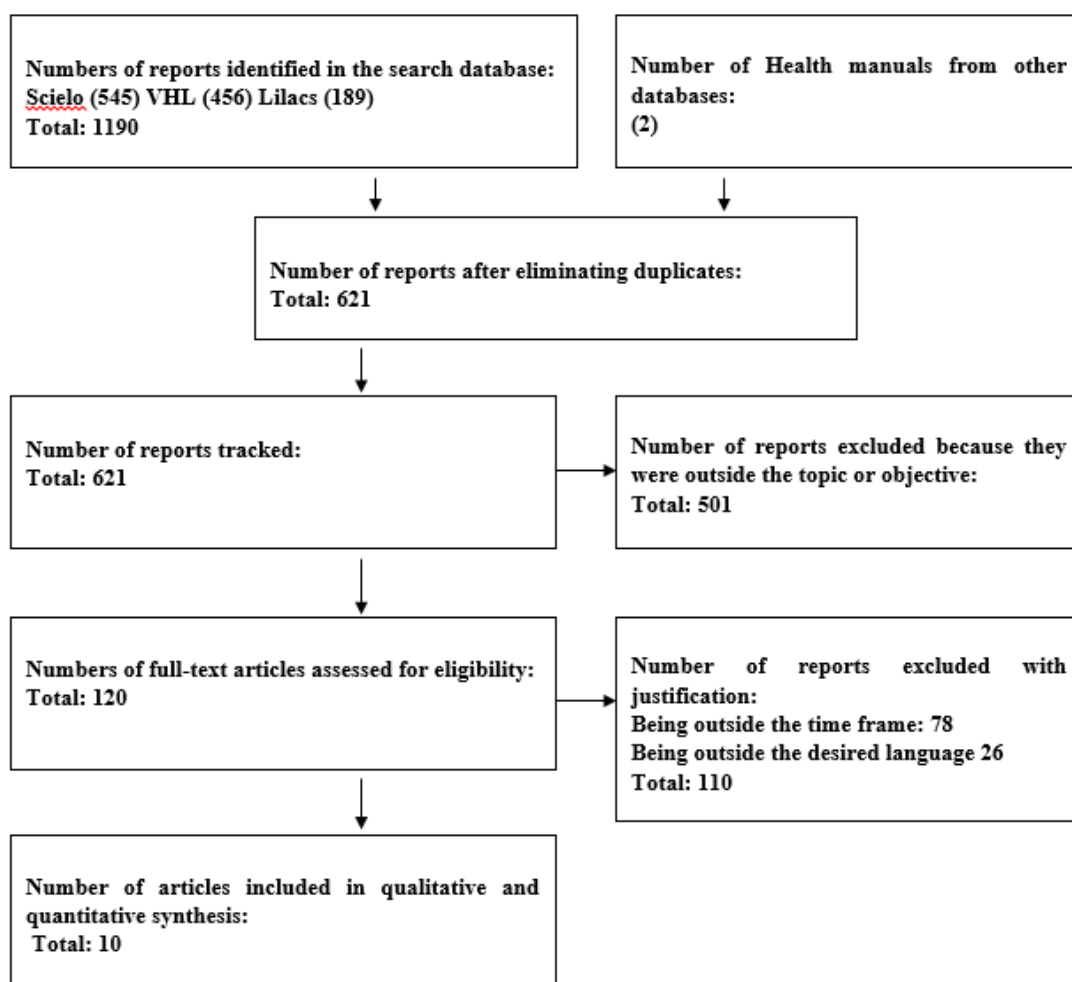 Numbers of reports identified in the search database:
Scielo (545) VHL (456) Lilacs (189)
Total: 1190
Number of Health manuals from other
databases:
(2)
Number of reports after eliminating duplicates:
Total: 621
Number of reports tracked:
Total: 621
Number of reports excluded because they
were outside the topic or objective:
Total: 501
Numbers of full-text articles assessed for eligibility:
Total: 120
Number of reports excluded with
justification:
Being outside the time frame: 78
Being outside the desired language 26
Total: 110
Number of articles included in qualitative and
quantitative synthesis:
Total: 10